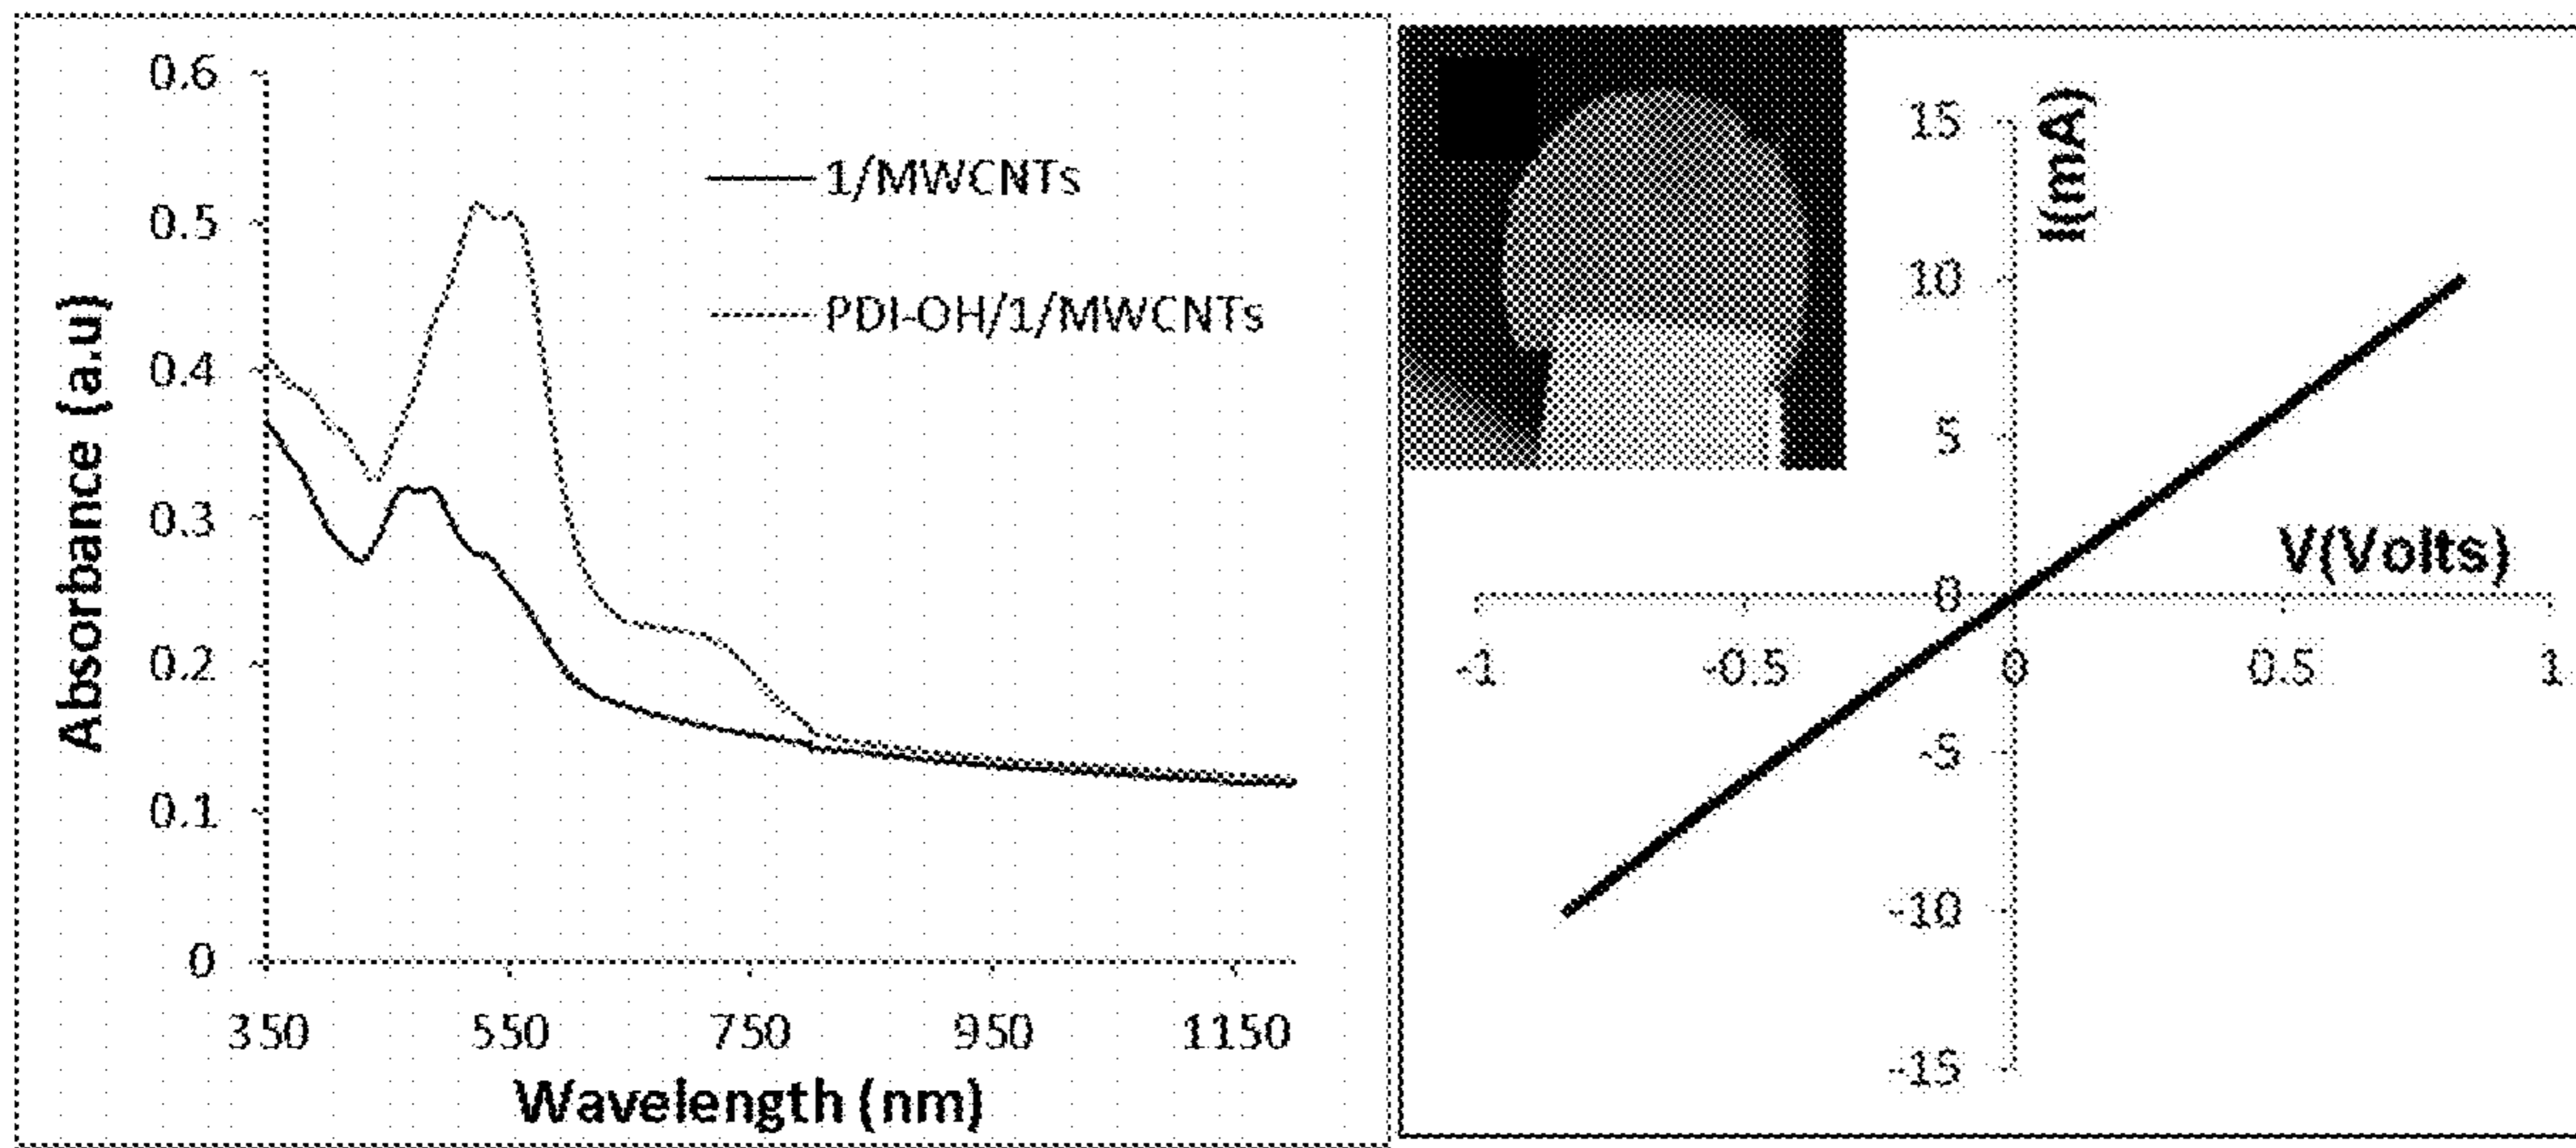 0.6
0.5
0.4
0.3
0.2
0.1
0
Absorbance (a.u)
1/MWCNTs
PDI-OH/1/MWCNTs
350 550 750 950 1150
Wavelength (nm)
I(mA)
15
10
5
0
-5
-10
-15
V(Volts)
-1 -0.5 0 0.5 1